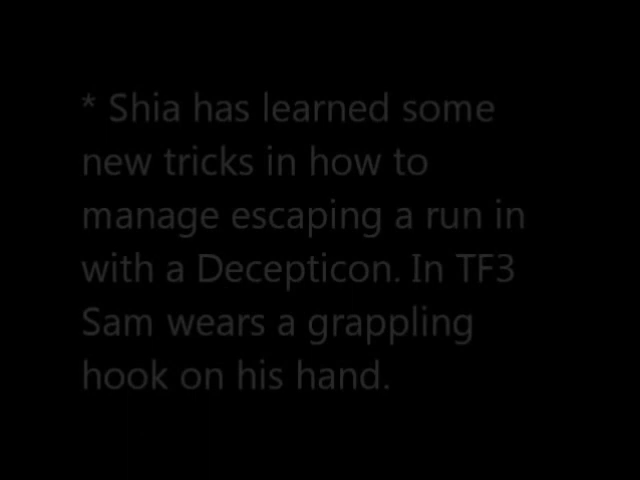 * Shia has learned some
new tricks in how to
manage escaping a run in
with a Decepticon. In TF3
Sam wears a grappling
hook on his hand.